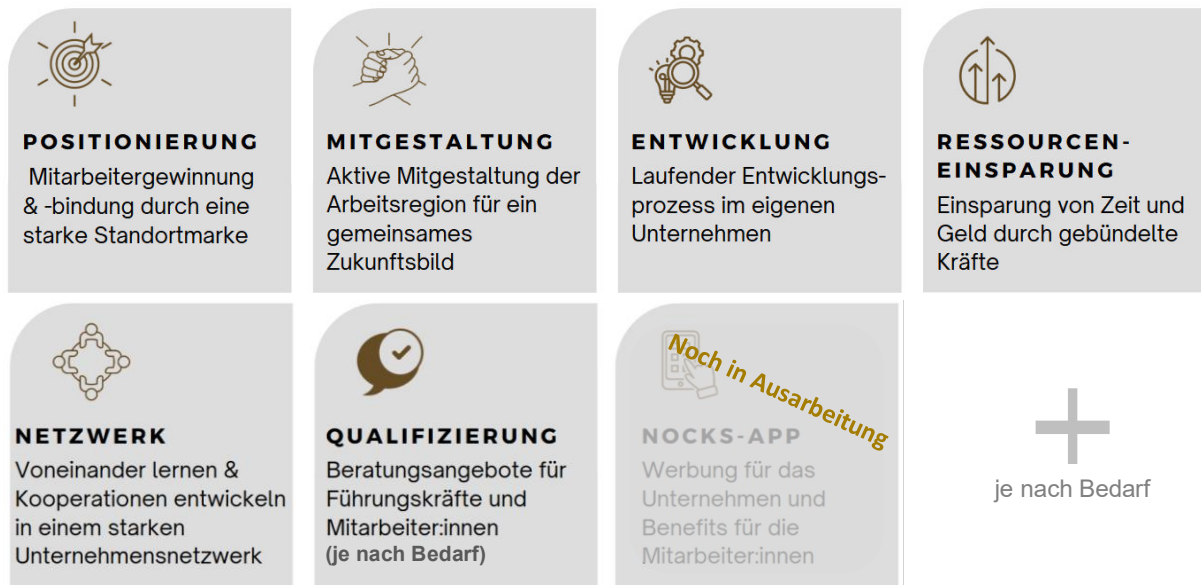 POSITIONIERUNG
Mitarbeitergewinnung
& -bindung durch eine
starke Standortmarke
MITGESTALTUNG
Aktive Mitgestaltung der
Arbeitsregion für ein
gemeinsames
Zukunftsbild
ENTWICKLUNG
Laufender Entwicklungs-
prozess im eigenen
Unternehmen
RESSOURCEN-
EINSPARUNG
Einsparung von Zeit und
Geld durch gebündelte
Kräfte
NETZWERK
Voneinander lernen &
Kooperationen entwickeln
in einem starken
Unternehmensnetzwerk
QUALIFIZIERUNG
Beratungsangebote für
Führungskräfte und
Mitarbeiter:innen
(je nach Bedarf)
Noch in Ausarbeitung
NOCKS-APP
Werbung für das
Unternehmen und
Benefits für die
Mitarbeiter:innen
+
je nach Bedarf